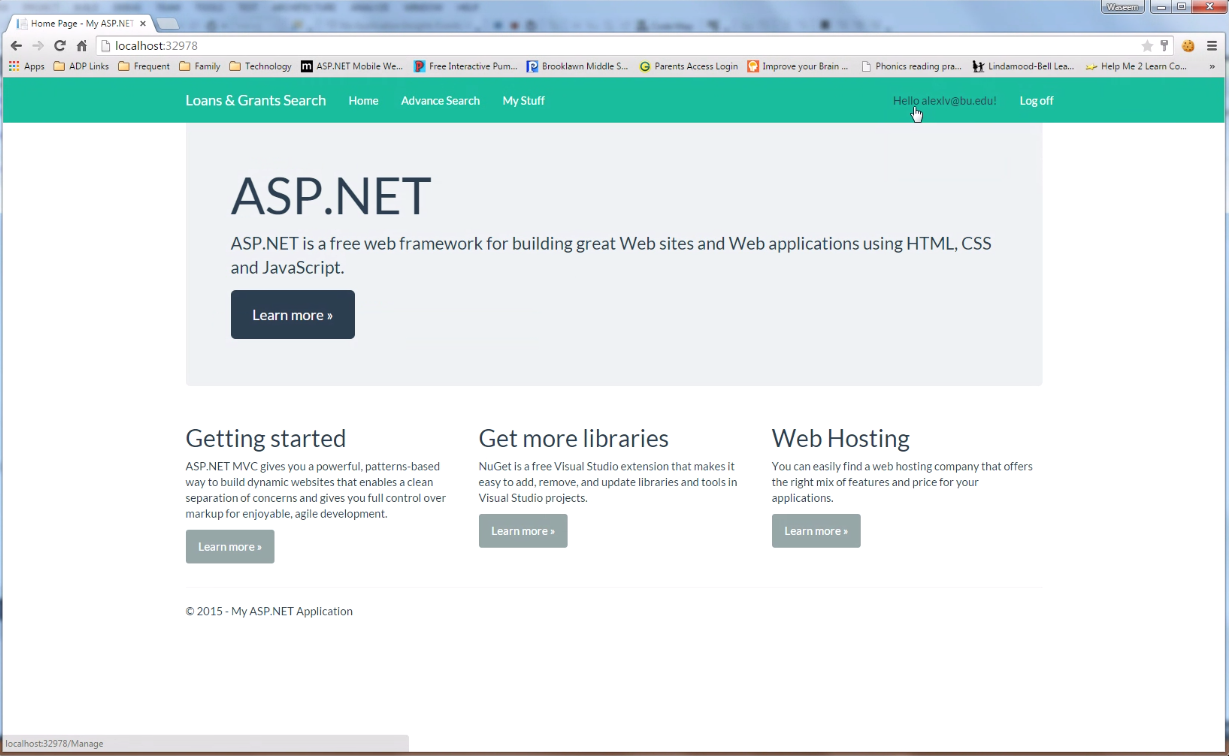 Waseem
Home Page - My ASP.NET
localhost:32978
Apps ADP Links Frequent Family Technology ASP.NET Mobile We... Free Interactive Pum... Brooklawn Middle S... Parents Access Login Improve your Brain ... Phonics reading pra... Lindamood-Bell Lea... Help Me 2 Learn Co... »
Loans & Grants Search Home Advance Search My Stuff Hello alexlv@bu.edu! Log off
ASP.NET
ASP.NET is a free web framework for building great Web sites and Web applications using HTML, CSS
and JavaScript.
Learn more »
Getting started
ASP.NET MVC gives you a powerful, patterns-based
way to build dynamic websites that enables a clean
separation of concerns and gives you full control over
markup for enjoyable, agile development.
Learn more »
Get more libraries
NuGet is a free Visual Studio extension that makes it
easy to add, remove, and update libraries and tools in
Visual Studio projects.
Learn more »
Web Hosting
You can easily find a web hosting company that offers
the right mix of features and price for your
applications.
Learn more »
© 2015 - My ASP.NET Application
localhost:32978/Manage